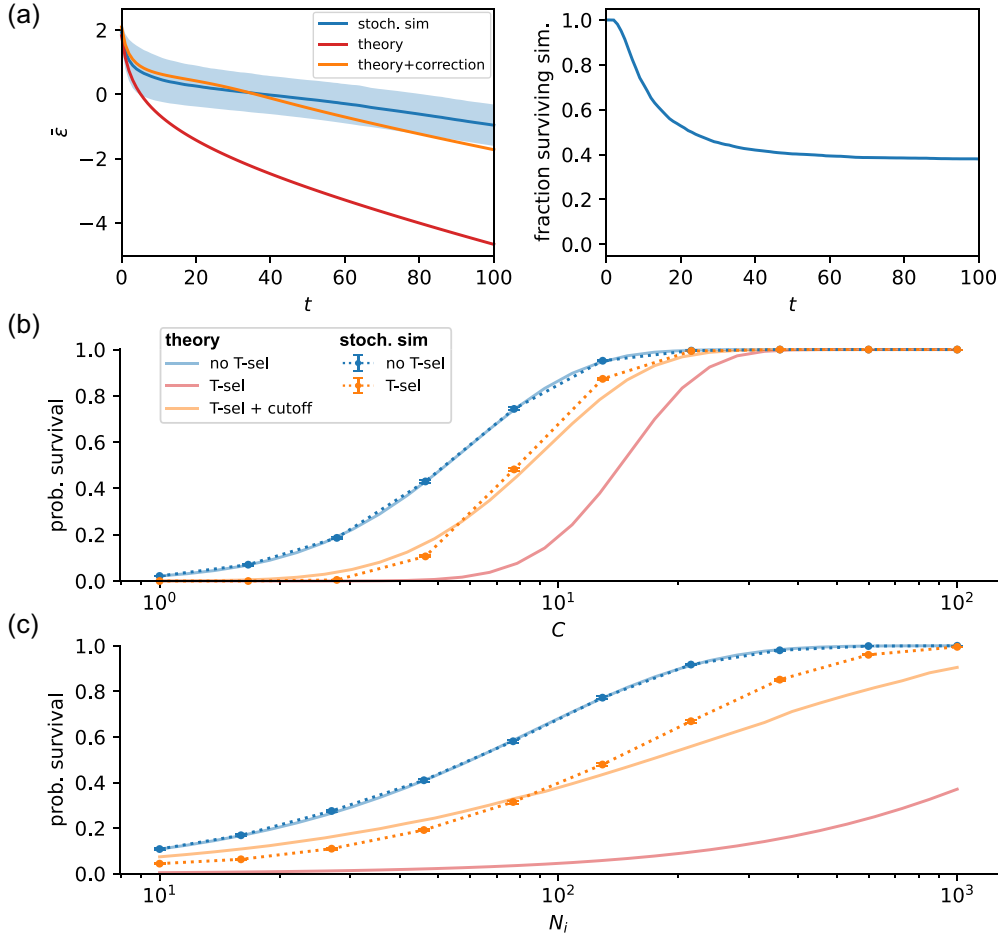 (a)
2
0
−2
−4
ε̄
0 20 40 60 80 100
t
stoch. sim
theory
theory+correction
1.0
0.8
0.6
0.4
0.2
0.0
fraction surviving sim.
0 20 40 60 80 100
t
(b)
theory
no T-sel
T-sel
T-sel + cutoff
stoch. sim
no T-sel
T-sel
1.0
0.8
0.6
0.4
0.2
0.0
prob. survival
10⁰ 10¹ 10²
C
(c)
1.0
0.8
0.6
0.4
0.2
0.0
prob. survival
10¹ 10² 10³
Nᵢ